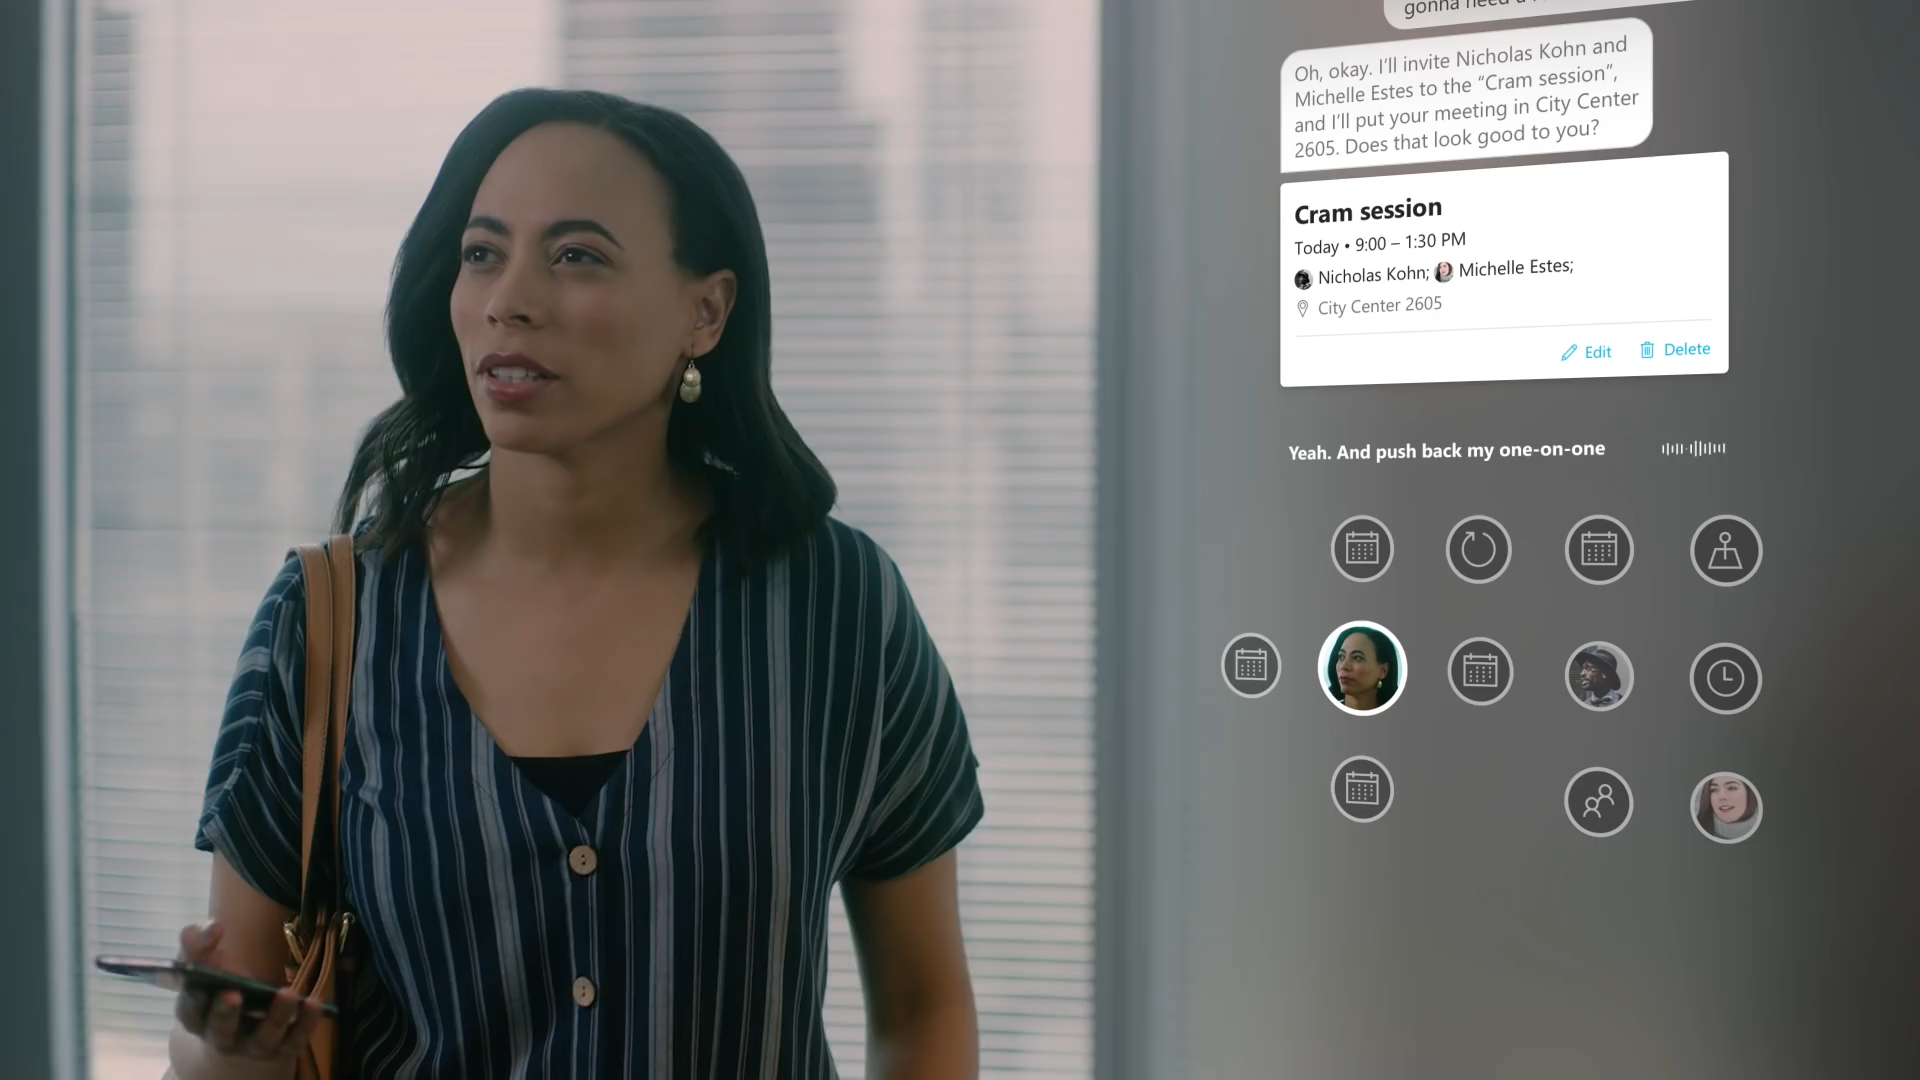 gonna need a
Oh, okay. I'll invite Nicholas Kohn and
Michelle Estes to the “Cram session”,
and I'll put your meeting in City Center
2605. Does that look good to you?
Cram session
Today • 9:00 – 1:30 PM
Nicholas Kohn; Michelle Estes;
City Center 2605
Edit Delete
Yeah. And push back my one-on-one